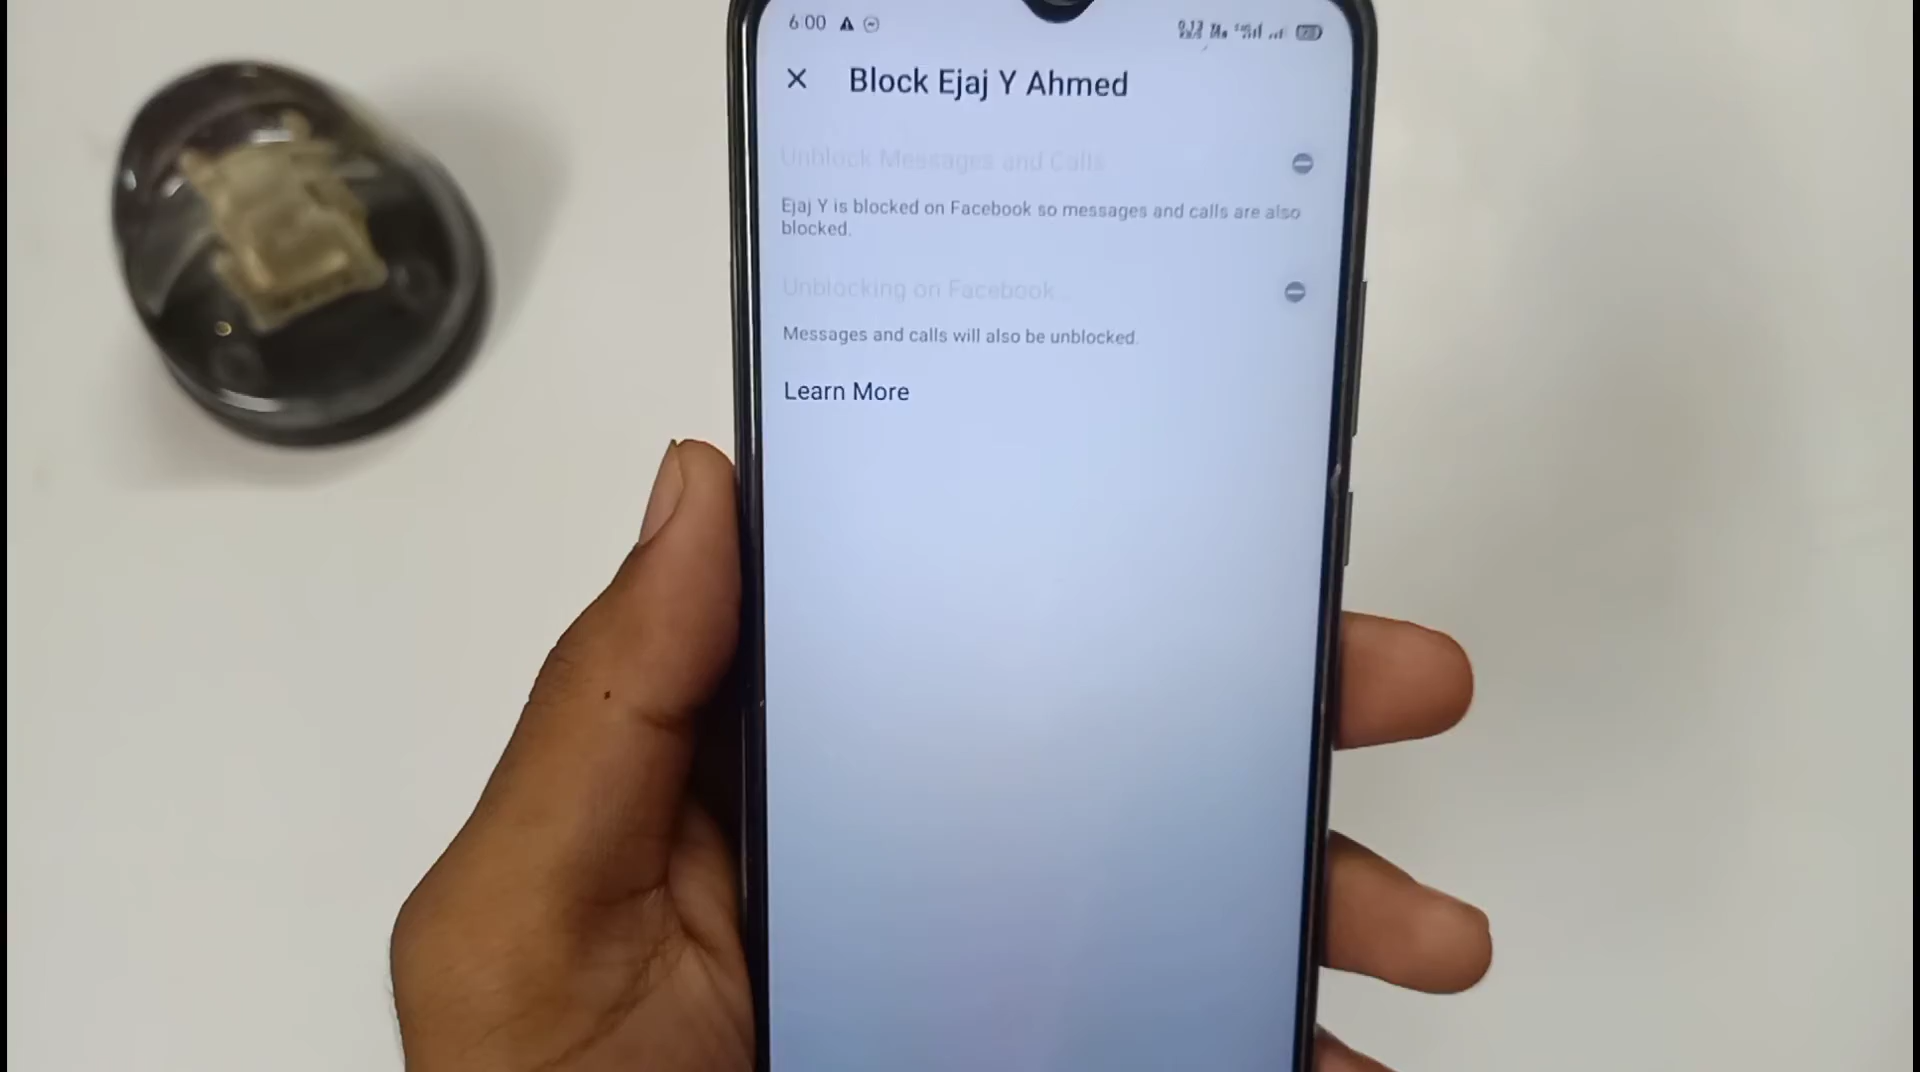 6:00
Block Ejaj Y Ahmed
Unblock Messages and Calls
Ejaj Y is blocked on Facebook so messages and calls are also
blocked.
Unblocking on Facebook...
Messages and calls will also be unblocked.
Learn More